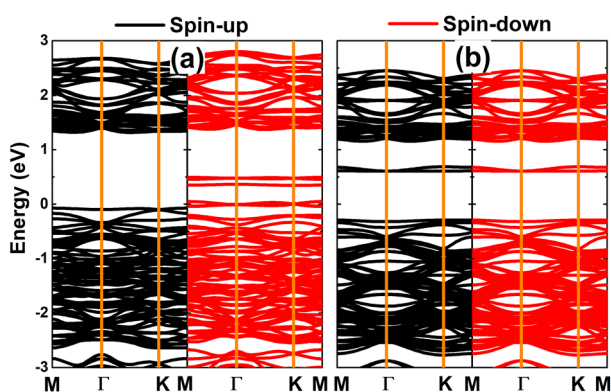 Spin-up Spin-down
(a) (b)
3
2
1
0
-1
-2
-3
Energy (eV)
M Γ K M Γ K M M Γ K M Γ K M